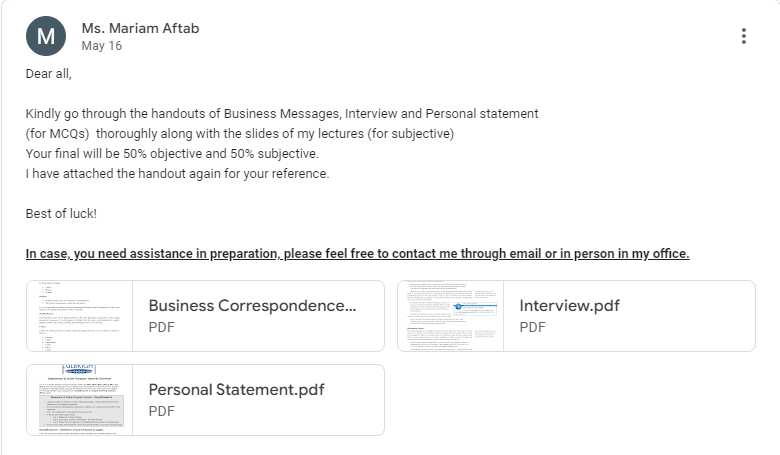 M
Ms. Mariam Aftab
May 16
Dear all,
Kindly go through the handouts of Business Messages, Interview and Personal statement
(for MCQs) thoroughly along with the slides of my lectures (for subjective)
Your final will be 50% objective and 50% subjective.
I have attached the handout again for your reference.
Best of luck!
In case, you need assistance in preparation, please feel free to contact me through email or in person in my office.
Business Correspondence...
PDF
Interview.pdf
PDF
Personal Statement.pdf
PDF